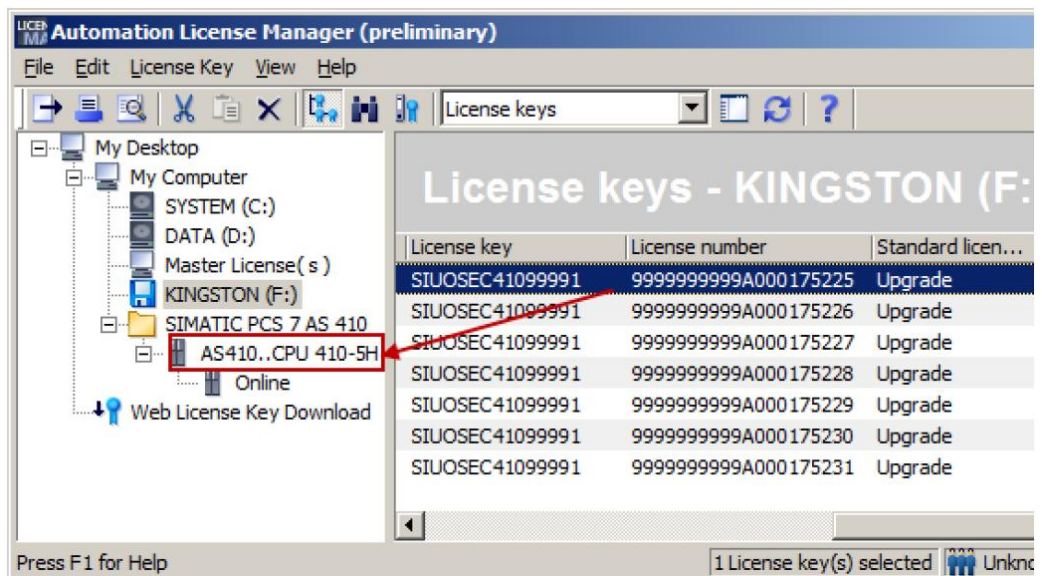 Automation License Manager (preliminary)
File Edit License Key View Help
License keys
My Desktop
My Computer
SYSTEM (C:)
DATA (D:)
Master License( s )
KINGSTON (F:)
SIMATIC PCS 7 AS 410
AS410..CPU 410-5H
Online
Web License Key Download
License keys - KINGSTON (F:
License key License number Standard licen...
SIUOSEC41099991 9999999999A000175225 Upgrade
SIUOSEC41099991 9999999999A000175226 Upgrade
SIUOSEC41099991 9999999999A000175227 Upgrade
SIUOSEC41099991 9999999999A000175228 Upgrade
SIUOSEC41099991 9999999999A000175229 Upgrade
SIUOSEC41099991 9999999999A000175230 Upgrade
SIUOSEC41099991 9999999999A000175231 Upgrade
Press F1 for Help 1 License key(s) selected